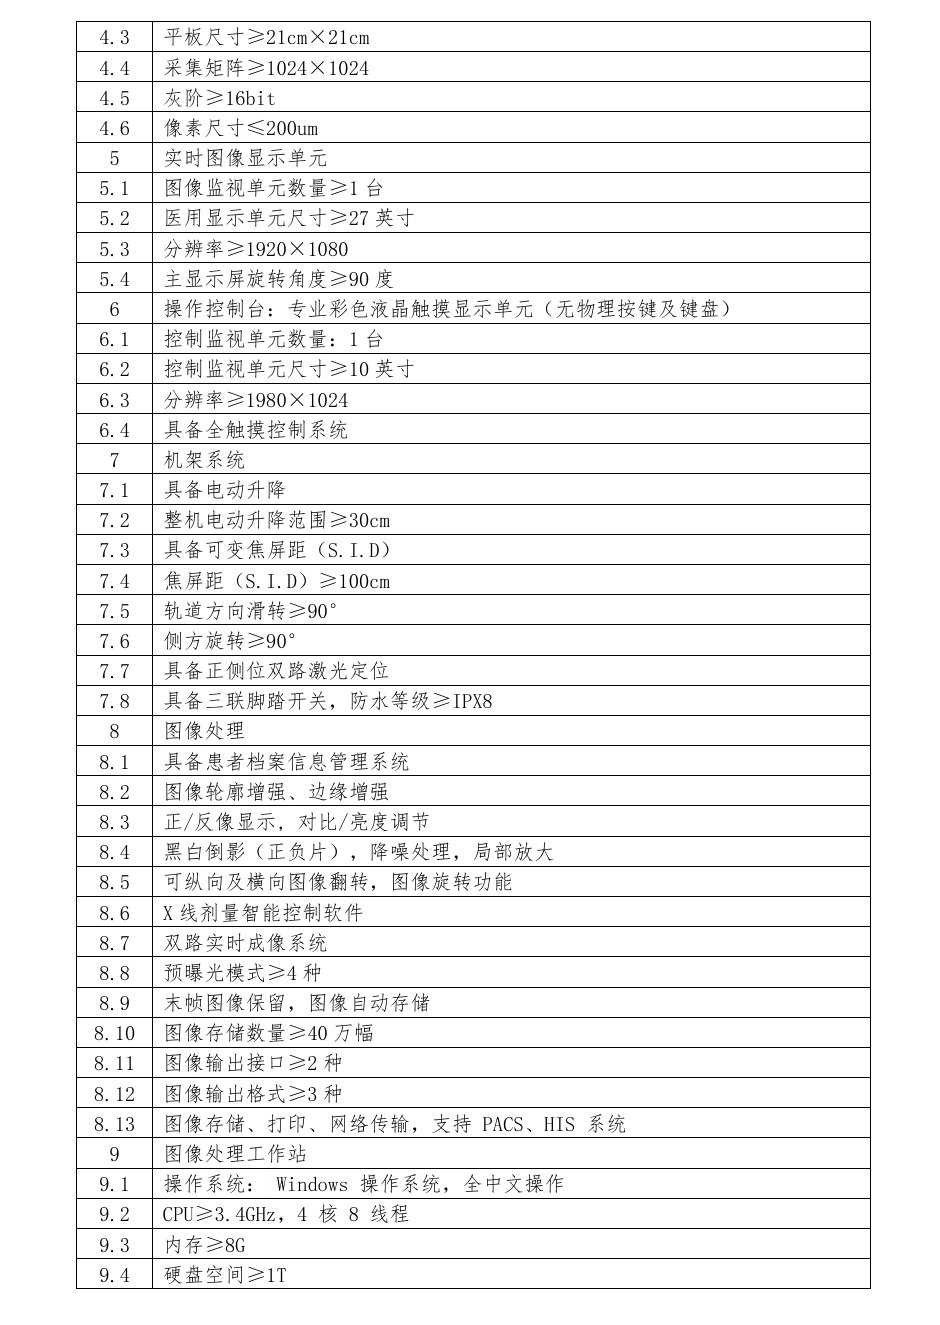 4.3 平板尺寸≥21cm×21cm
4.4 采集矩阵≥1024×1024
4.5 灰阶≥16bit
4.6 像素尺寸≤200um
5 实时图像显示单元
5.1 图像监视单元数量≥1 台
5.2 医用显示单元尺寸≥27 英寸
5.3 分辨率≥1920×1080
5.4 主显示屏旋转角度≥90 度
6 操作控制台：专业彩色液晶触摸显示单元（无物理按键及键盘）
6.1 控制监视单元数量：1 台
6.2 控制监视单元尺寸≥10 英寸
6.3 分辨率≥1980×1024
6.4 具备全触摸控制系统
7 机架系统
7.1 具备电动升降
7.2 整机电动升降范围≥30cm
7.3 具备可变焦屏距（S.I.D）
7.4 焦屏距（S.I.D）≥100cm
7.5 轨道方向滑转≥90°
7.6 侧方旋转≥90°
7.7 具备正侧位双路激光定位
7.8 具备三联脚踏开关，防水等级≥IPX8
8 图像处理
8.1 具备患者档案信息管理系统
8.2 图像轮廓增强、边缘增强
8.3 正/反像显示, 对比/亮度调节
8.4 黑白倒影（正负片），降噪处理，局部放大
8.5 可纵向及横向图像翻转，图像旋转功能
8.6 X 线剂量智能控制软件
8.7 双路实时成像系统
8.8 预曝光模式≥4 种
8.9 末帧图像保留，图像自动存储
8.10 图像存储数量≥40 万幅
8.11 图像输出接口≥2 种
8.12 图像输出格式≥3 种
8.13 图像存储、打印、网络传输，支持 PACS、HIS 系统
9 图像处理工作站
9.1 操作系统： Windows 操作系统，全中文操作
9.2 CPU≥3.4GHz，4 核 8 线程
9.3 内存≥8G
9.4 硬盘空间≥1T